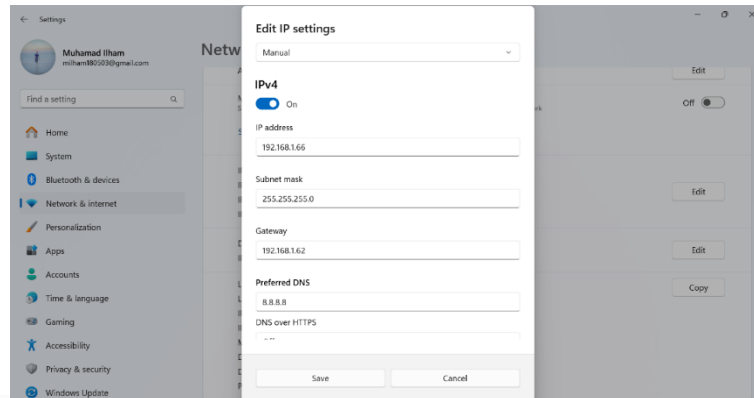 Settings
Muhamad Ilham
milham180503@gmail.com
Find a setting
Home
System
Bluetooth & devices
Network & internet
Personalization
Apps
Accounts
Time & language
Gaming
Accessibility
Privacy & security
Windows Update
Netw
Edit
Off
Edit
Edit
Copy
Edit IP settings
Manual
IPv4
On
IP address
192.168.1.66
Subnet mask
255.255.255.0
Gateway
192.168.1.62
Preferred DNS
8.8.8.8
DNS over HTTPS
Save
Cancel